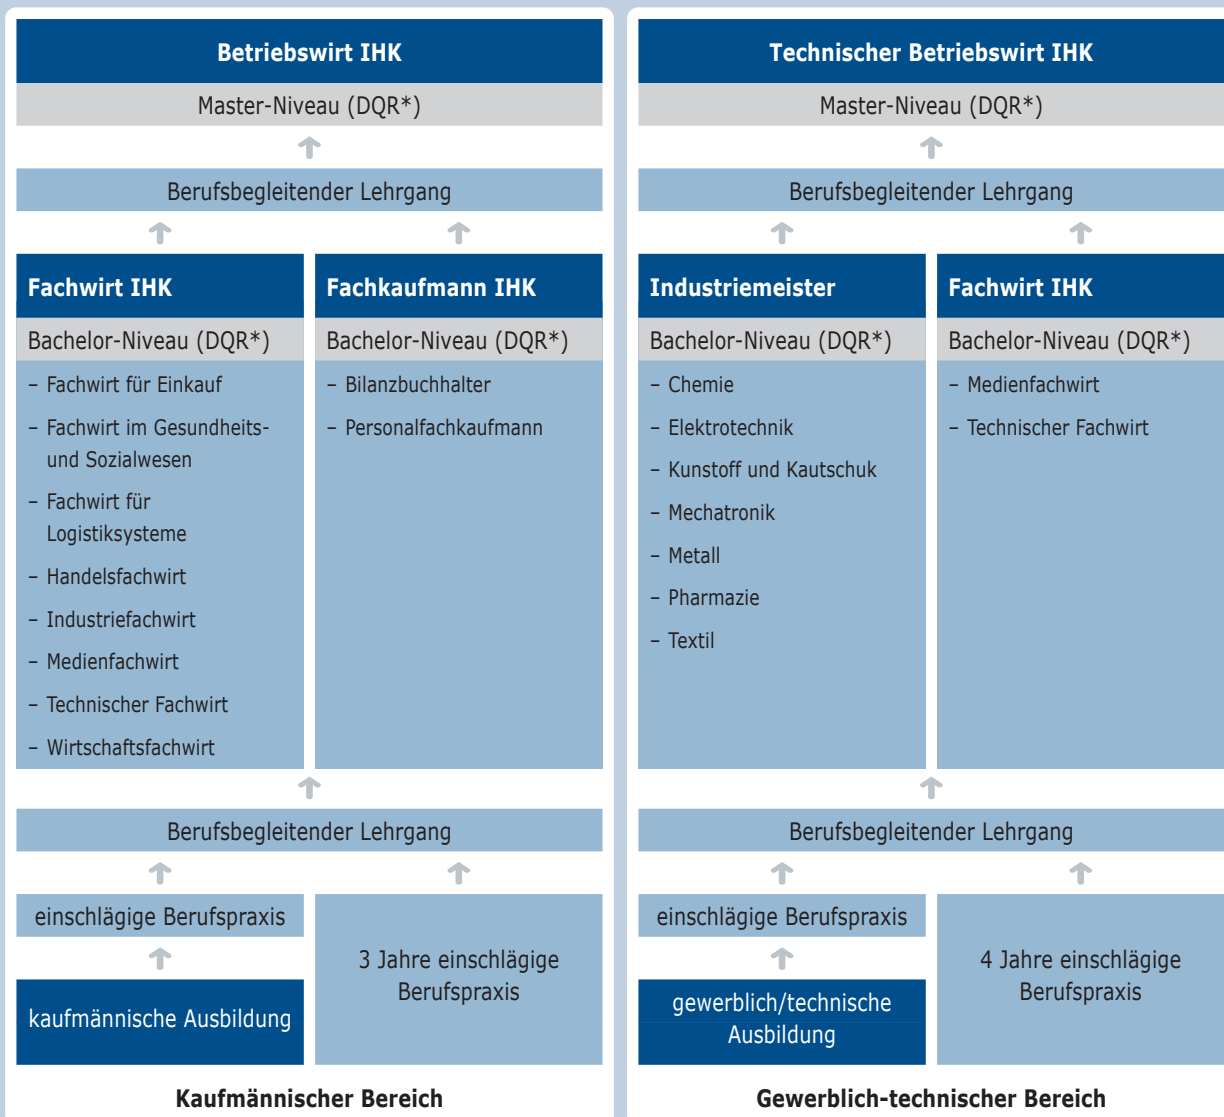 Betriebswirt IHK
Master-Niveau (DQR*)
Berufsbegleitender Lehrgang
Fachwirt IHK
Bachelor-Niveau (DQR*)
– Fachwirt für Einkauf
– Fachwirt im Gesundheits-
und Sozialwesen
– Fachwirt für
Logistiksysteme
– Handelsfachwirt
– Industriefachwirt
– Medienfachwirt
– Technischer Fachwirt
– Wirtschaftsfachwirt
Fachkaufmann IHK
Bachelor-Niveau (DQR*)
– Bilanzbuchhalter
– Personalfachkaufmann
Berufsbegleitender Lehrgang
einschlägige Berufspraxis
kaufmännische Ausbildung
3 Jahre einschlägige
Berufspraxis
Kaufmännischer Bereich
Technischer Betriebswirt IHK
Master-Niveau (DQR*)
Berufsbegleitender Lehrgang
Industriemeister
Bachelor-Niveau (DQR*)
– Chemie
– Elektrotechnik
– Kunstoff und Kautschuk
– Mechatronik
– Metall
– Pharmazie
– Textil
Fachwirt IHK
Bachelor-Niveau (DQR*)
– Medienfachwirt
– Technischer Fachwirt
Berufsbegleitender Lehrgang
einschlägige Berufspraxis
gewerblich/technische
Ausbildung
4 Jahre einschlägige
Berufspraxis
Gewerblich-technischer Bereich